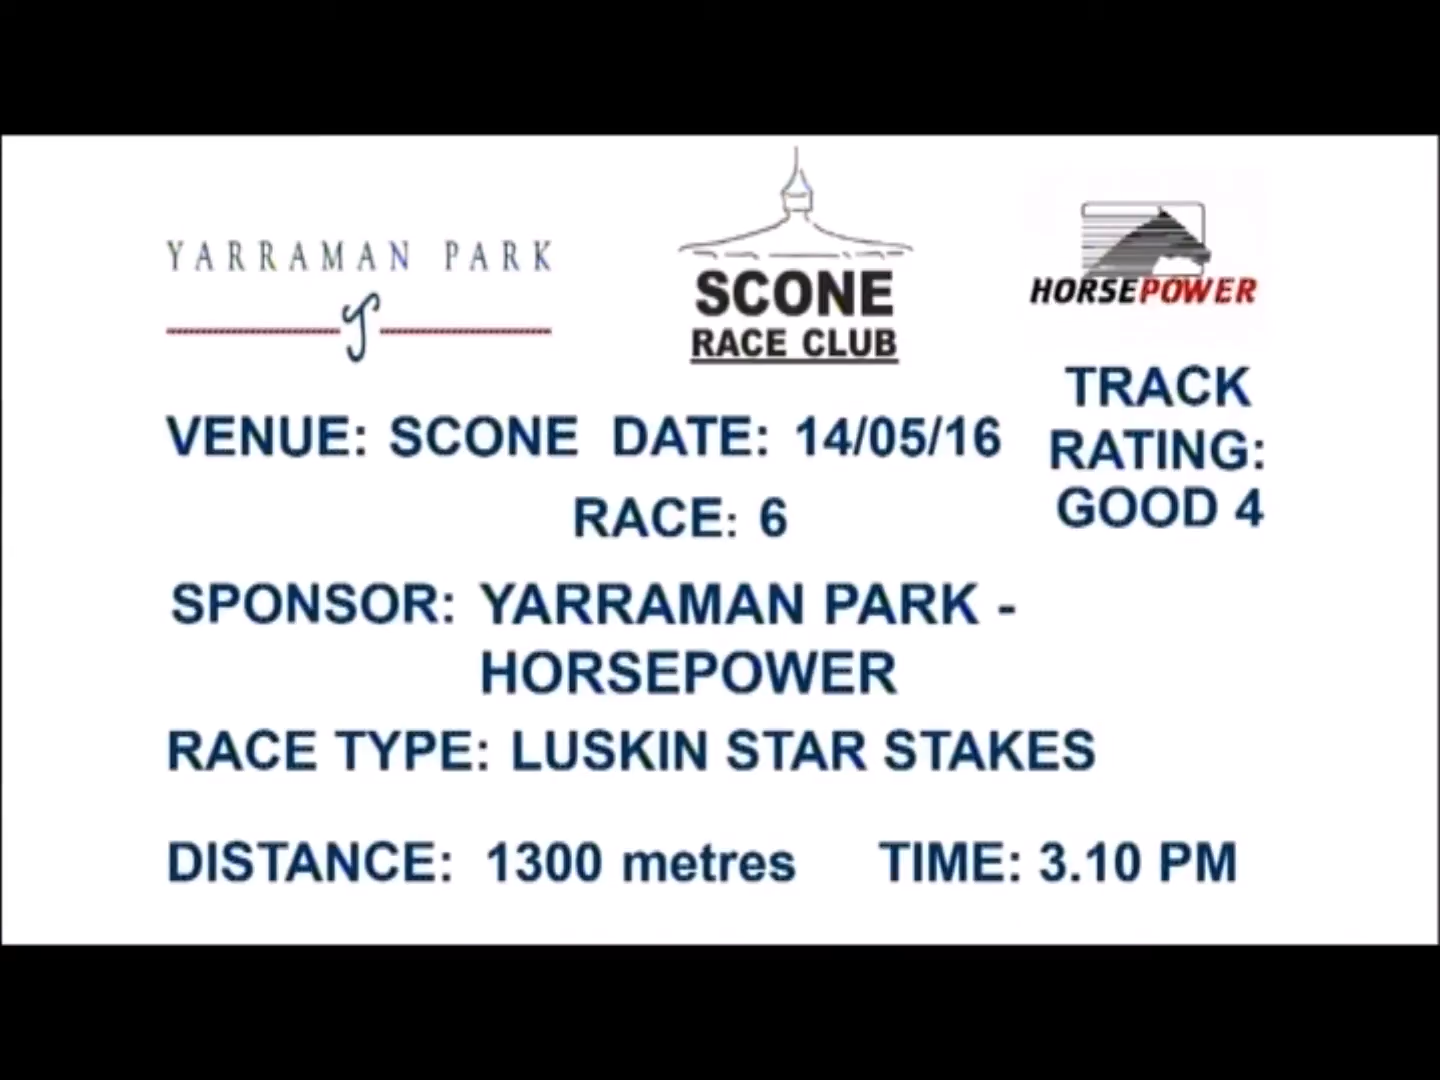 YARRAMAN PARK
SCONE
RACE CLUB
HORSEPOWER
VENUE: SCONE DATE: 14/05/16
TRACK
RATING:
GOOD 4
RACE: 6
SPONSOR: YARRAMAN PARK -
HORSEPOWER
RACE TYPE: LUSKIN STAR STAKES
DISTANCE: 1300 metres TIME: 3.10 PM